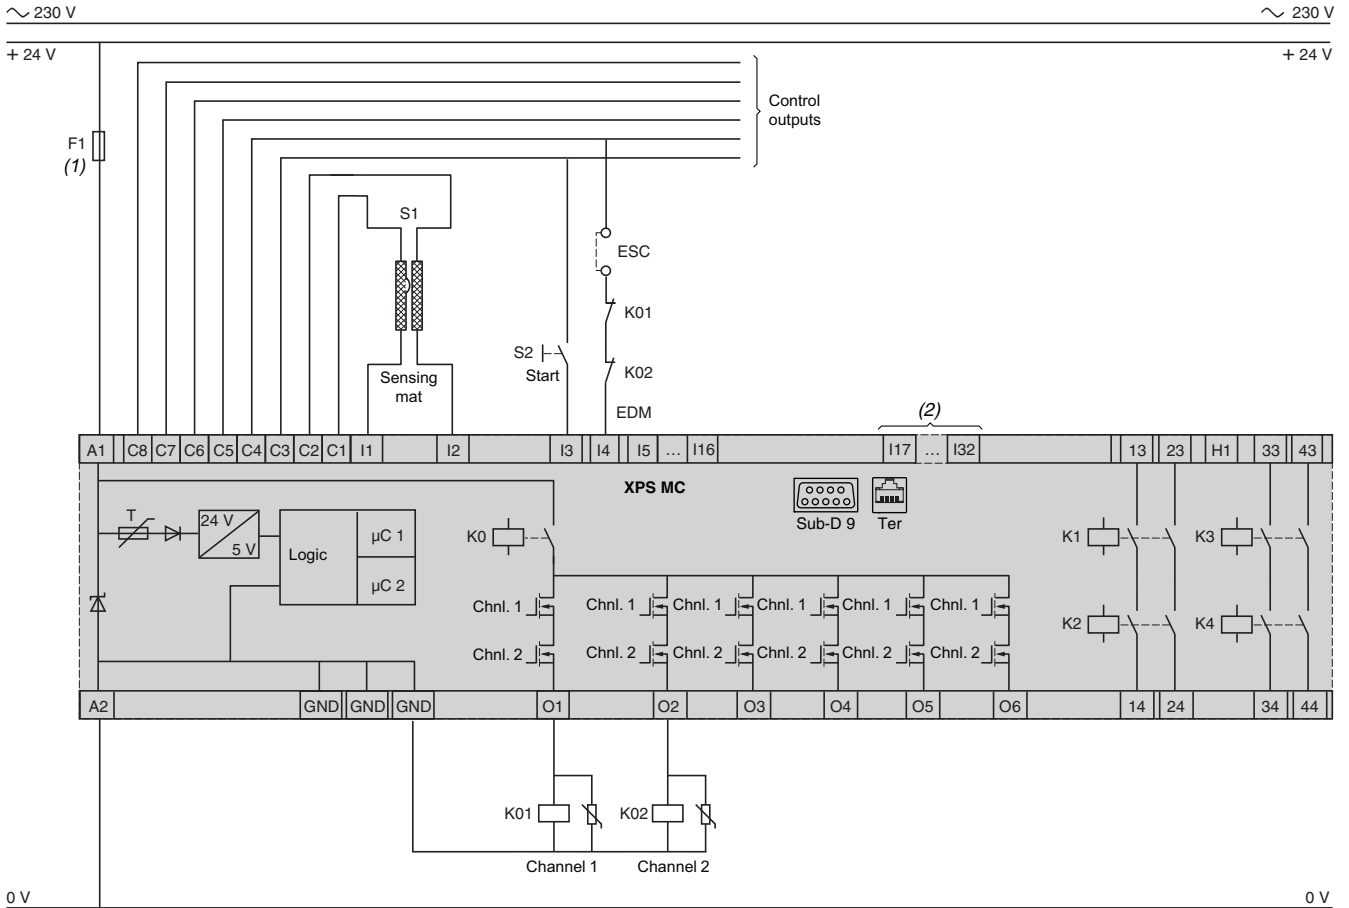 230 V 230 V
+ 24 V + 24 V
Control
outputs
F1
(1)
S1
ESC
K01
S2
Start
K02
Sensing
mat
EDM
(2)
A1 C8 C7 C6 C5 C4 C3 C2 C1 I1 I2 I3 I4 I5 ... I16 I17 ... I32 13 23 H1 33 43
XPS MC
Sub-D 9 Ter
T
24 V
5 V
Logic
µC 1
µC 2
K0
K1 K3
Chnl. 1 Chnl. 1 Chnl. 1 Chnl. 1 Chnl. 1 Chnl. 1
K2 K4
Chnl. 2 Chnl. 2 Chnl. 2 Chnl. 2 Chnl. 2 Chnl. 2
A2 GND GND GND O1 O2 O3 O4 O5 O6 14 24 34 44
K01 K02
Channel 1 Channel 2
0 V 0 V